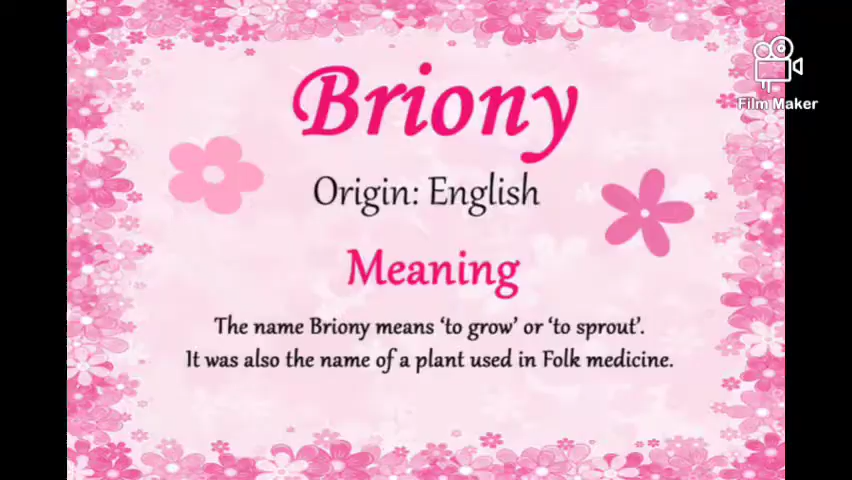 Briony
Film Maker
Origin: English
Meaning
The name Briony means ‘to grow’ or ‘to sprout’.
It was also the name of a plant used in Folk medicine.